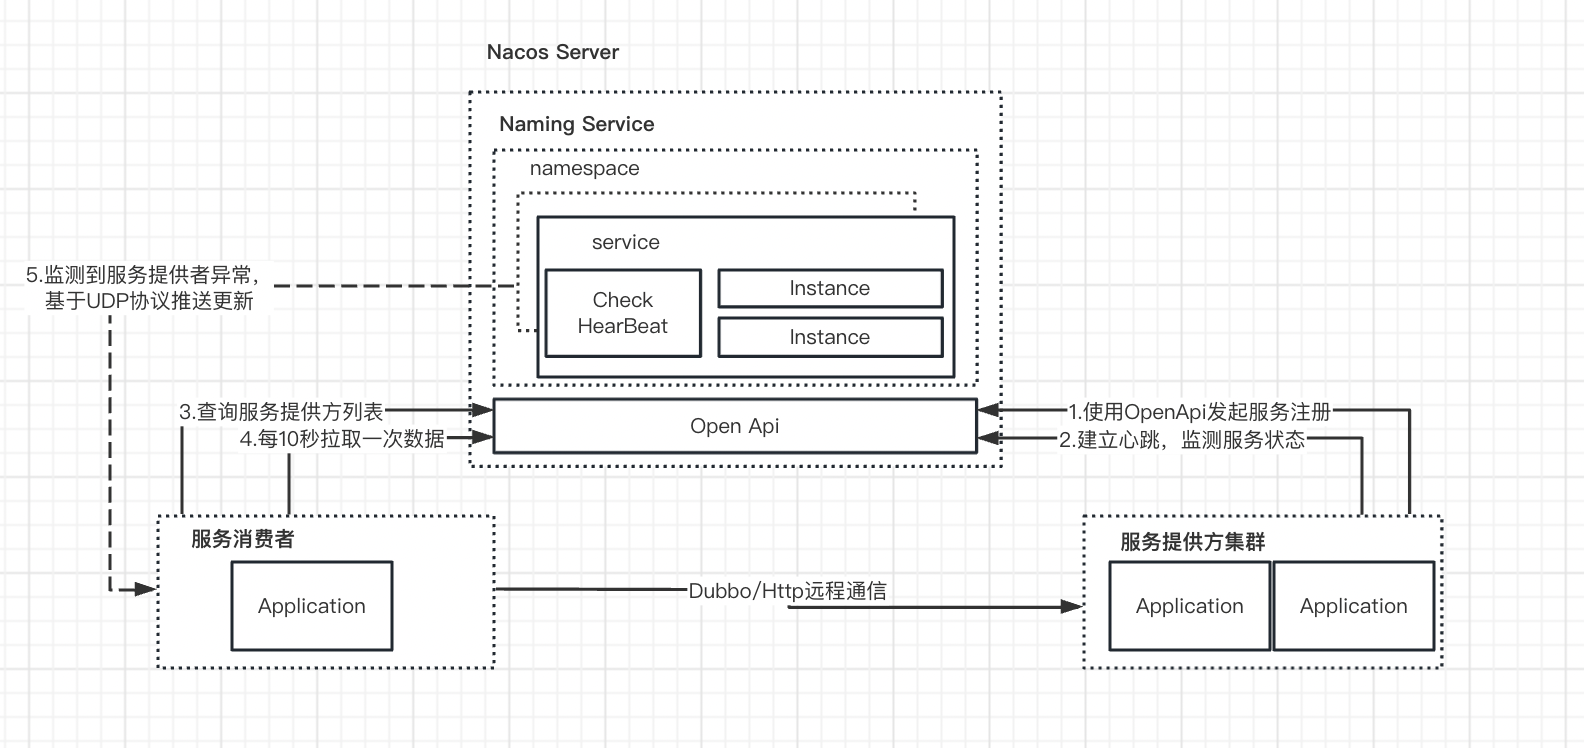 Nacos Server
Naming Service
namespace
service
Check
HearBeat
Instance
Instance
5.监测到服务提供者异常，
基于UDP协议推送更新
3.查询服务提供方列表
4.每10秒拉取一次数据
Open Api
1.使用OpenApi发起服务注册
2.建立心跳，监测服务状态
服务消费者
Application
Dubbo/Http远程通信
服务提供方集群
Application
Application